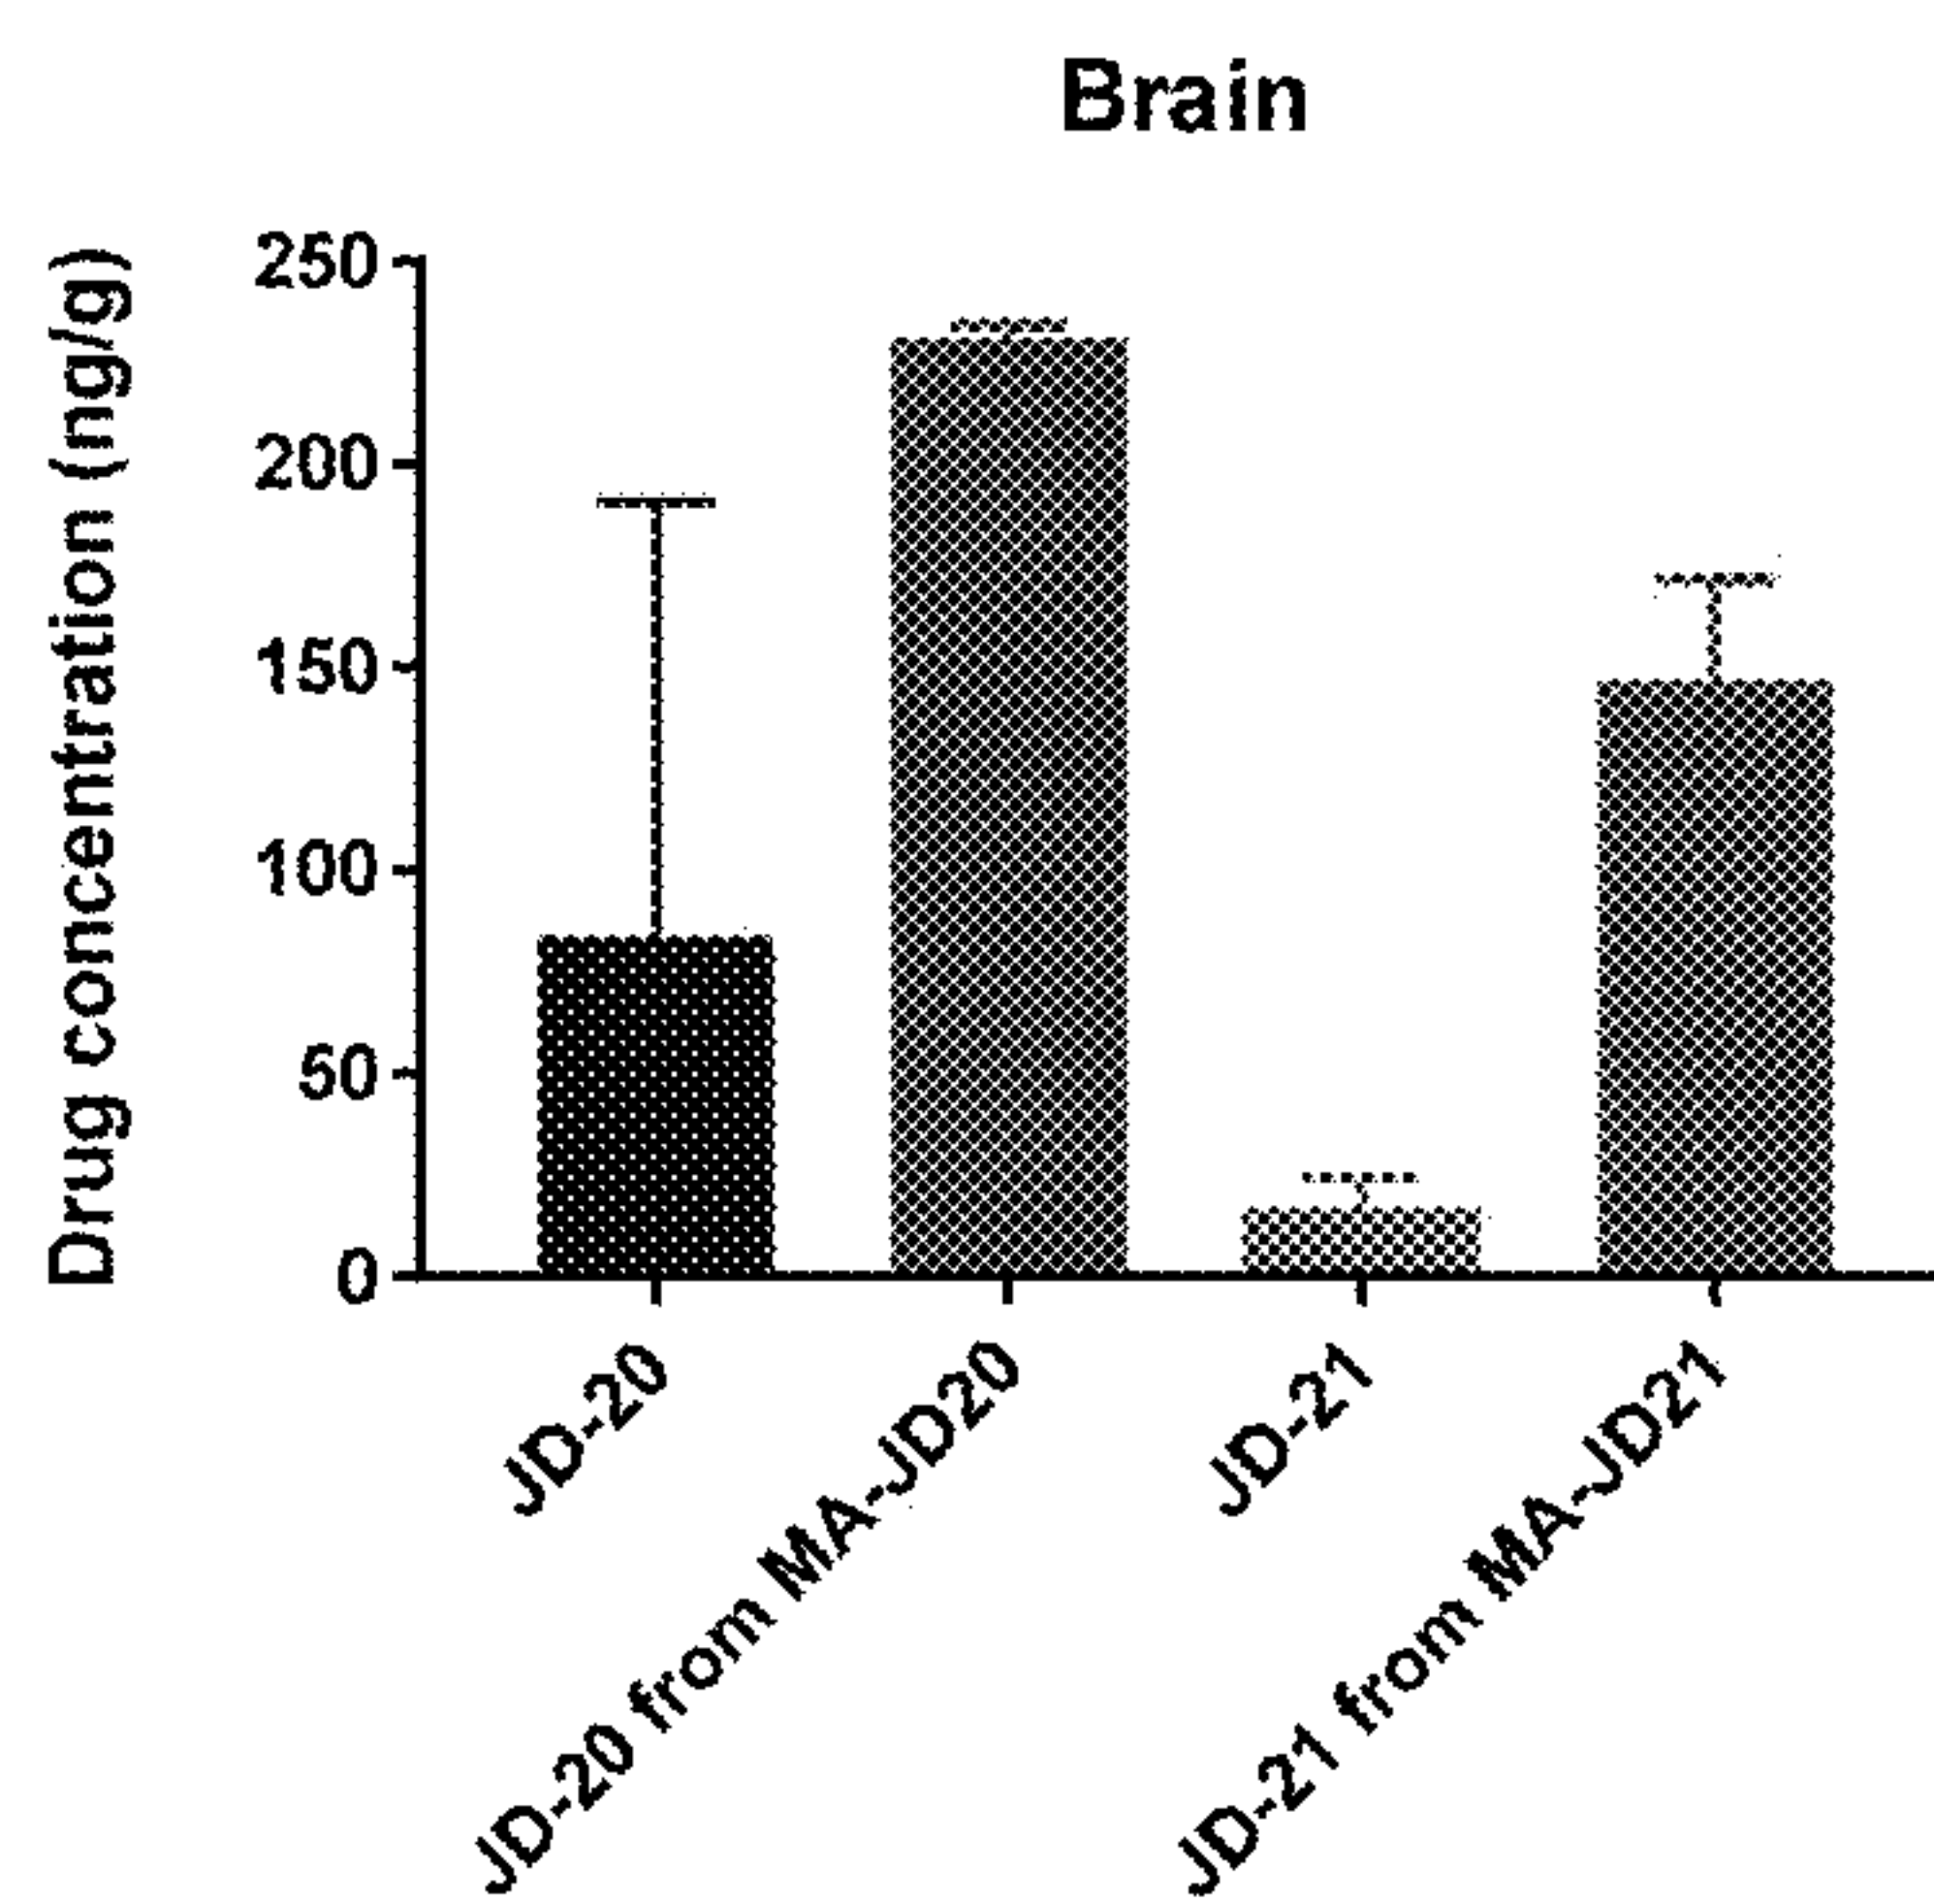 Brain
Drug concentration (ng/g)
250
200
150
100
50
0
JD-20
JD-20 from MA-JD20
JD-21
JD-21 from MA-JD21